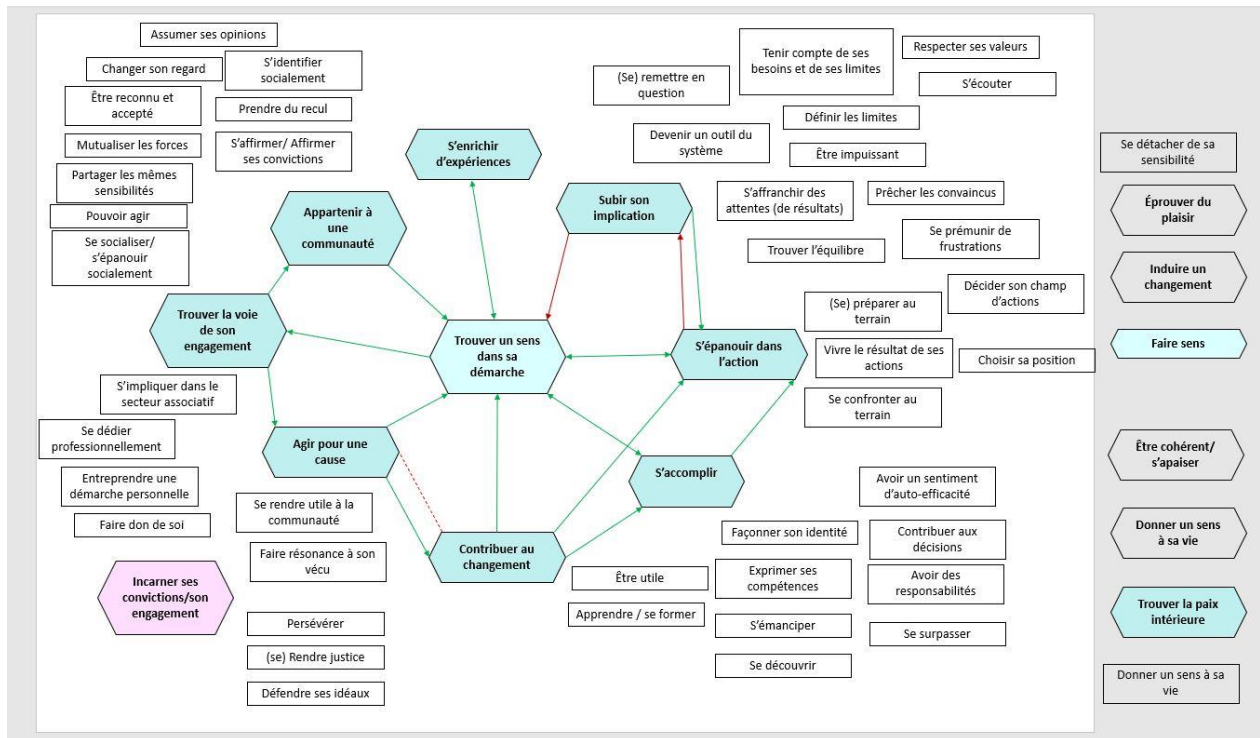 Assumer ses opinions
Changer son regard
S'identifier
socialement
Être reconnu et
accepté
Prendre du recul
Mutualiser les forces
S'affirmer/ Affirmer
ses convictions
Partager les mêmes
sensibilités
Pouvoir agir
Se socialiser/
s'épanouir
socialement
S'enrichir
d'expériences
Appartenir à
une
communauté
Subir son
implication
(Se) remettre en
question
Tenir compte de ses
besoins et de ses limites
Respecter ses valeurs
S'écouter
Définir les limites
Devenir un outil du
système
Être impuissant
S'affranchir des
attentes (de résultats)
Prêcher les convaincus
Trouver l'équilibre
Se prémunir de
frustrations
Trouver la voie
de son
engagement
Trouver un sens
dans sa
démarche
S'épanouir dans
l'action
(Se) préparer au
terrain
Décider son champ
d'actions
Vivre le résultat de ses
actions
Choisir sa position
Se confronter au
terrain
S'impliquer dans le
secteur associatif
Se dédier
professionnellement
Entreprendre une
démarche personnelle
Faire don de soi
Agir pour une
cause
Se rendre utile à la
communauté
Faire résonance à son
vécu
Contribuer au
changement
S'accomplir
Avoir un sentiment
d'auto-efficacité
Façonner son identité
Contribuer aux
décisions
Être utile
Exprimer ses
compétences
Avoir des
responsabilités
Apprendre / se former
S'émanciper
Se surpasser
Se découvrir
Incarner ses
convictions/son
engagement
Persévérer
(se) Rendre justice
Défendre ses idéaux
Se détacher de sa
sensibilité
Éprouver du
plaisir
Induire un
changement
Faire sens
Être cohérent/
s'apaiser
Donner un sens
à sa vie
Trouver la paix
intérieure
Donner un sens à sa
vie